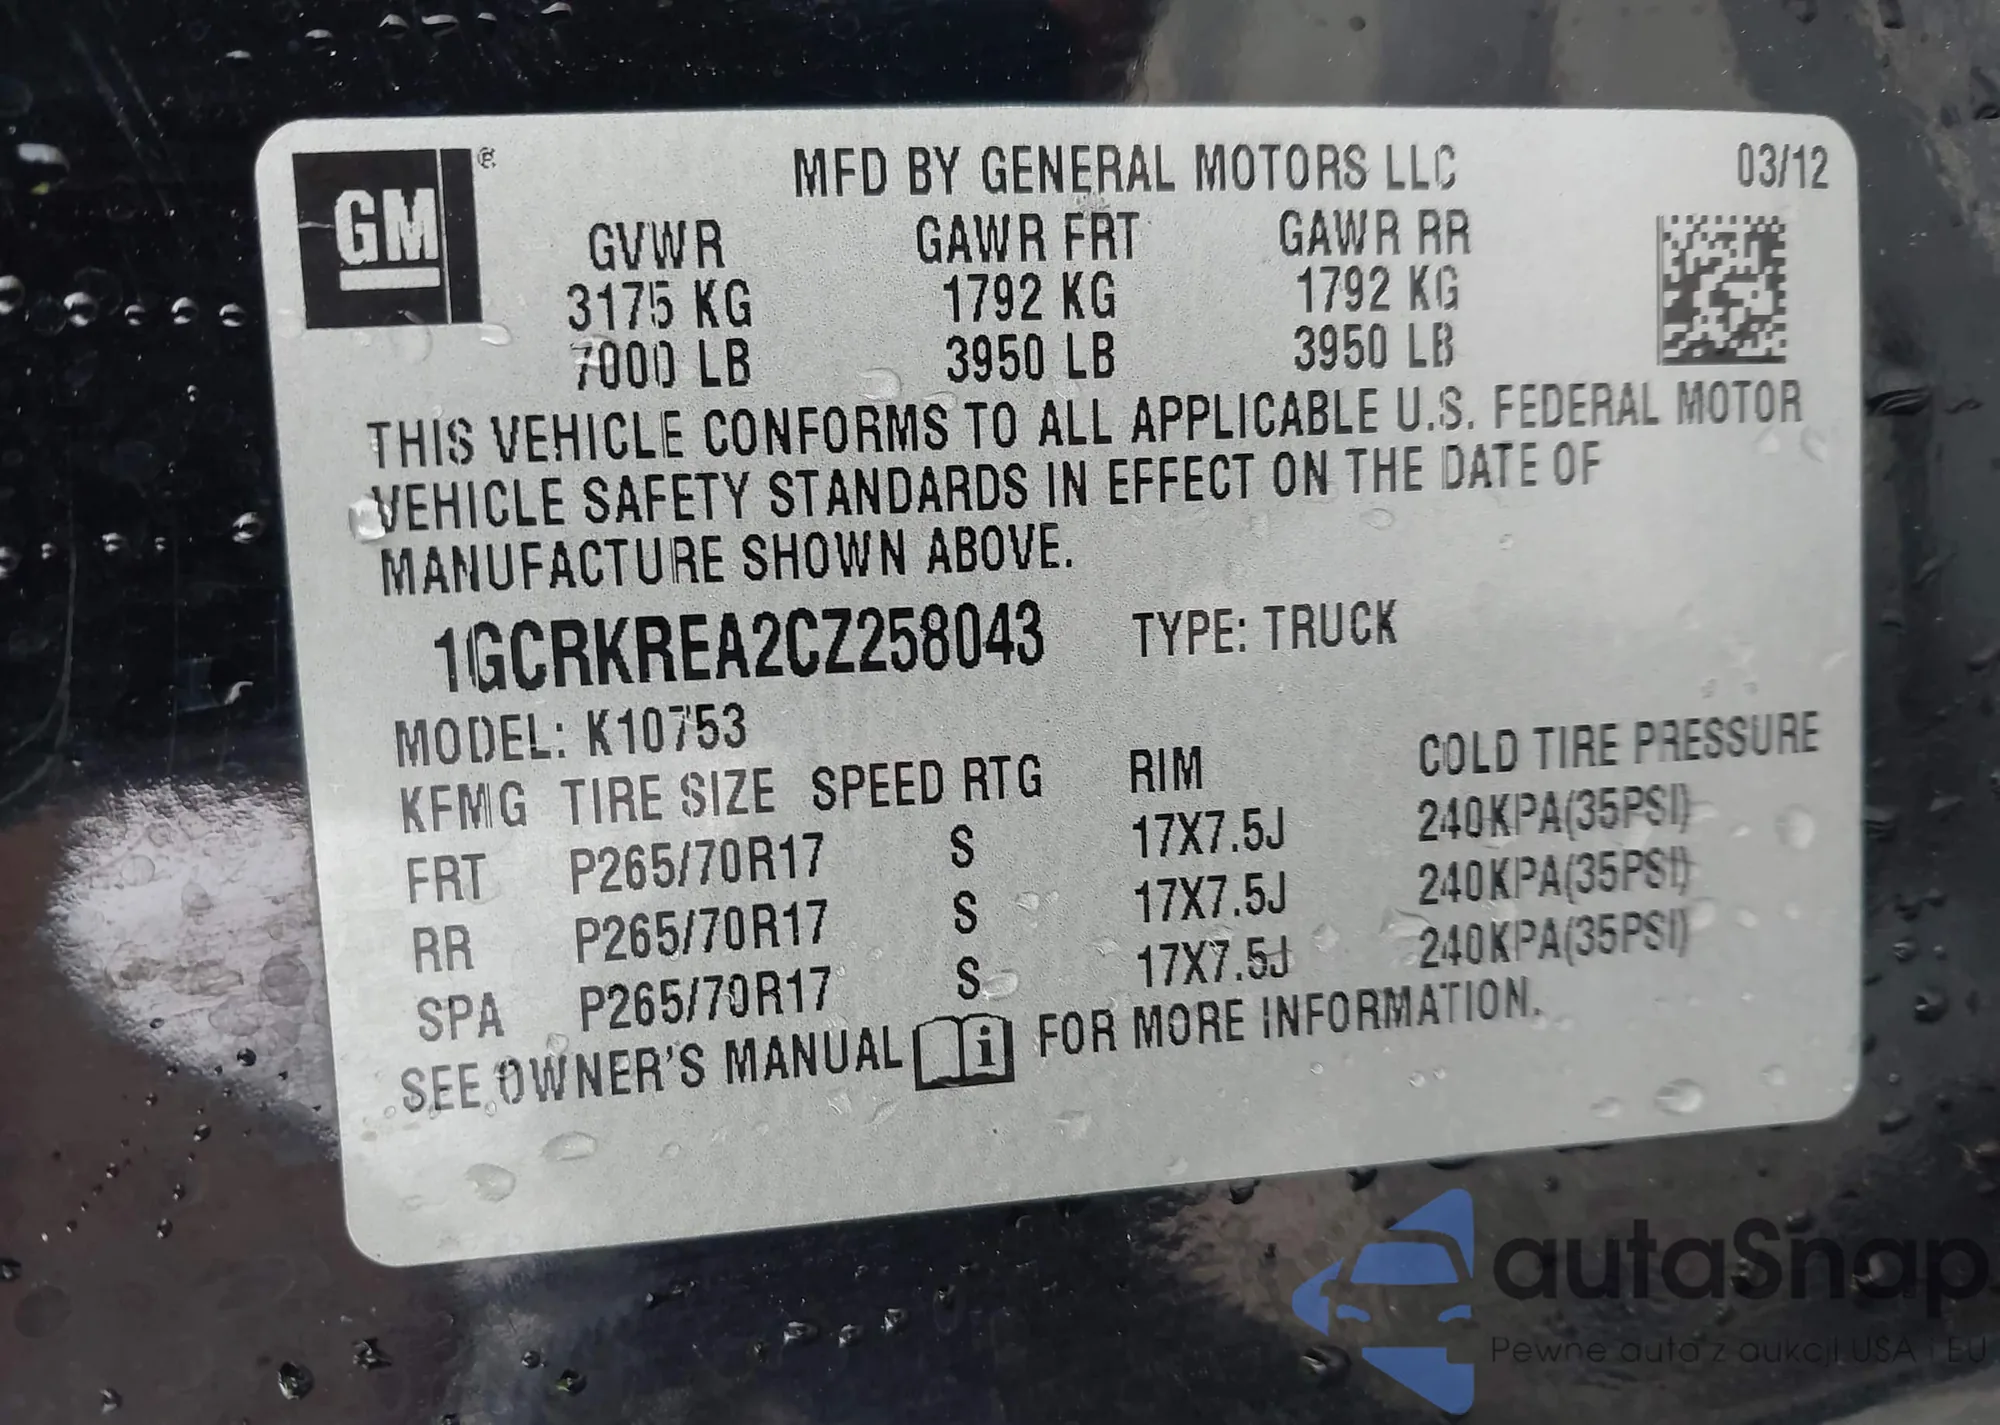 GM ®
MFD BY GENERAL MOTORS LLC 03/12
GVWR GAWR FRT GAWR RR
3175 KG 1792 KG 1792 KG
7000 LB 3950 LB 3950 LB
THIS VEHICLE CONFORMS TO ALL APPLICABLE U.S. FEDERAL MOTOR
VEHICLE SAFETY STANDARDS IN EFFECT ON THE DATE OF
MANUFACTURE SHOWN ABOVE.
1GCRKREA2CZ258043 TYPE: TRUCK
MODEL: K10753
KFMG TIRE SIZE SPEED RTG RIM COLD TIRE PRESSURE
FRT P265/70R17 S 17X7.5J 240KPA(35PSI)
RR P265/70R17 S 17X7.5J 240KPA(35PSI)
SPA P265/70R17 S 17X7.5J 240KPA(35PSI)
SEE OWNER'S MANUAL i FOR MORE INFORMATION.
autaSnap
Pewne auta z aukcji USA i EU